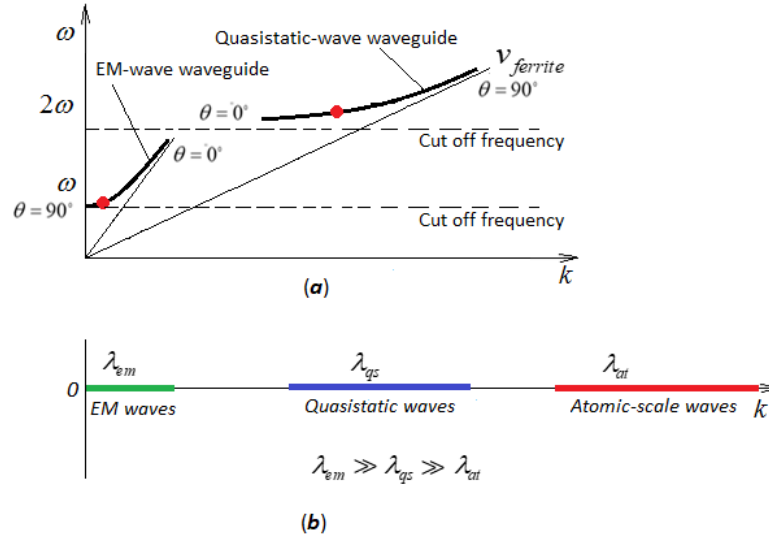 ω
Quasistatic-wave waveguide
EM-wave waveguide
v_ferrite
θ = 90°
2ω
θ = 0°
Cut off frequency
θ = 0°
ω
θ = 90°
Cut off frequency
k
(a)
λ_em
λ_qs
λ_at
0
EM waves
Quasistatic waves
Atomic-scale waves
k
λ_em ≫ λ_qs ≫ λ_at
(b)